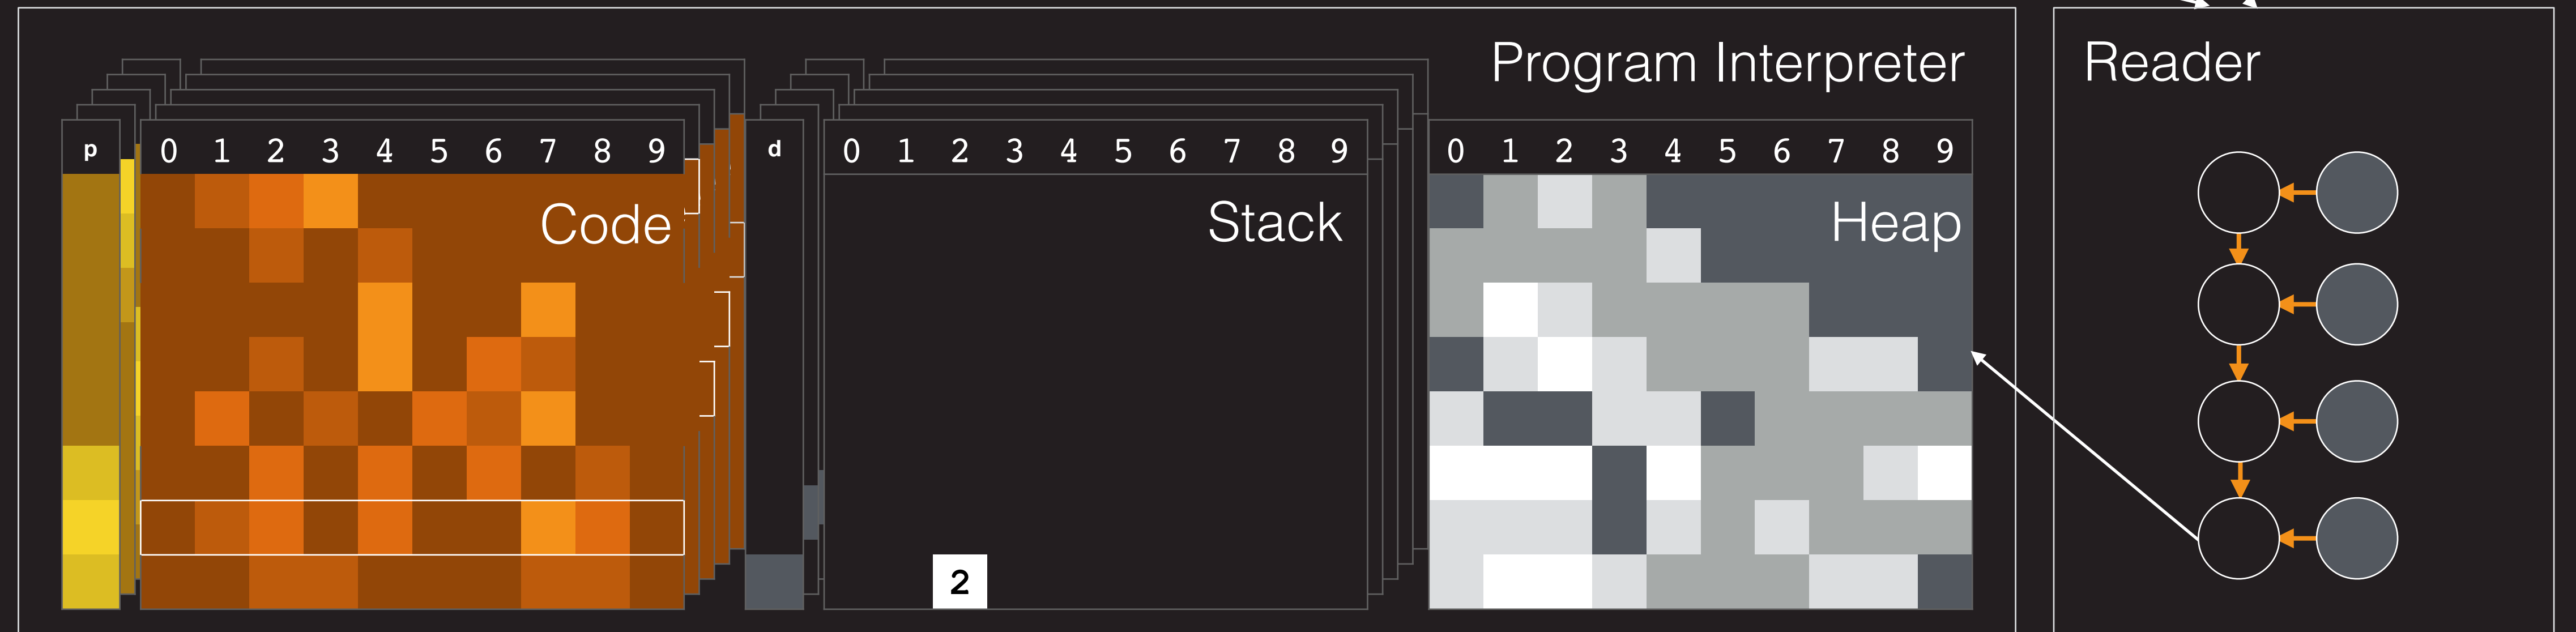 Program Interpreter
Reader
p 0 1 2 3 4 5 6 7 8 9
d 0 1 2 3 4 5 6 7 8 9
0 1 2 3 4 5 6 7 8 9
Code
Stack
Heap
2